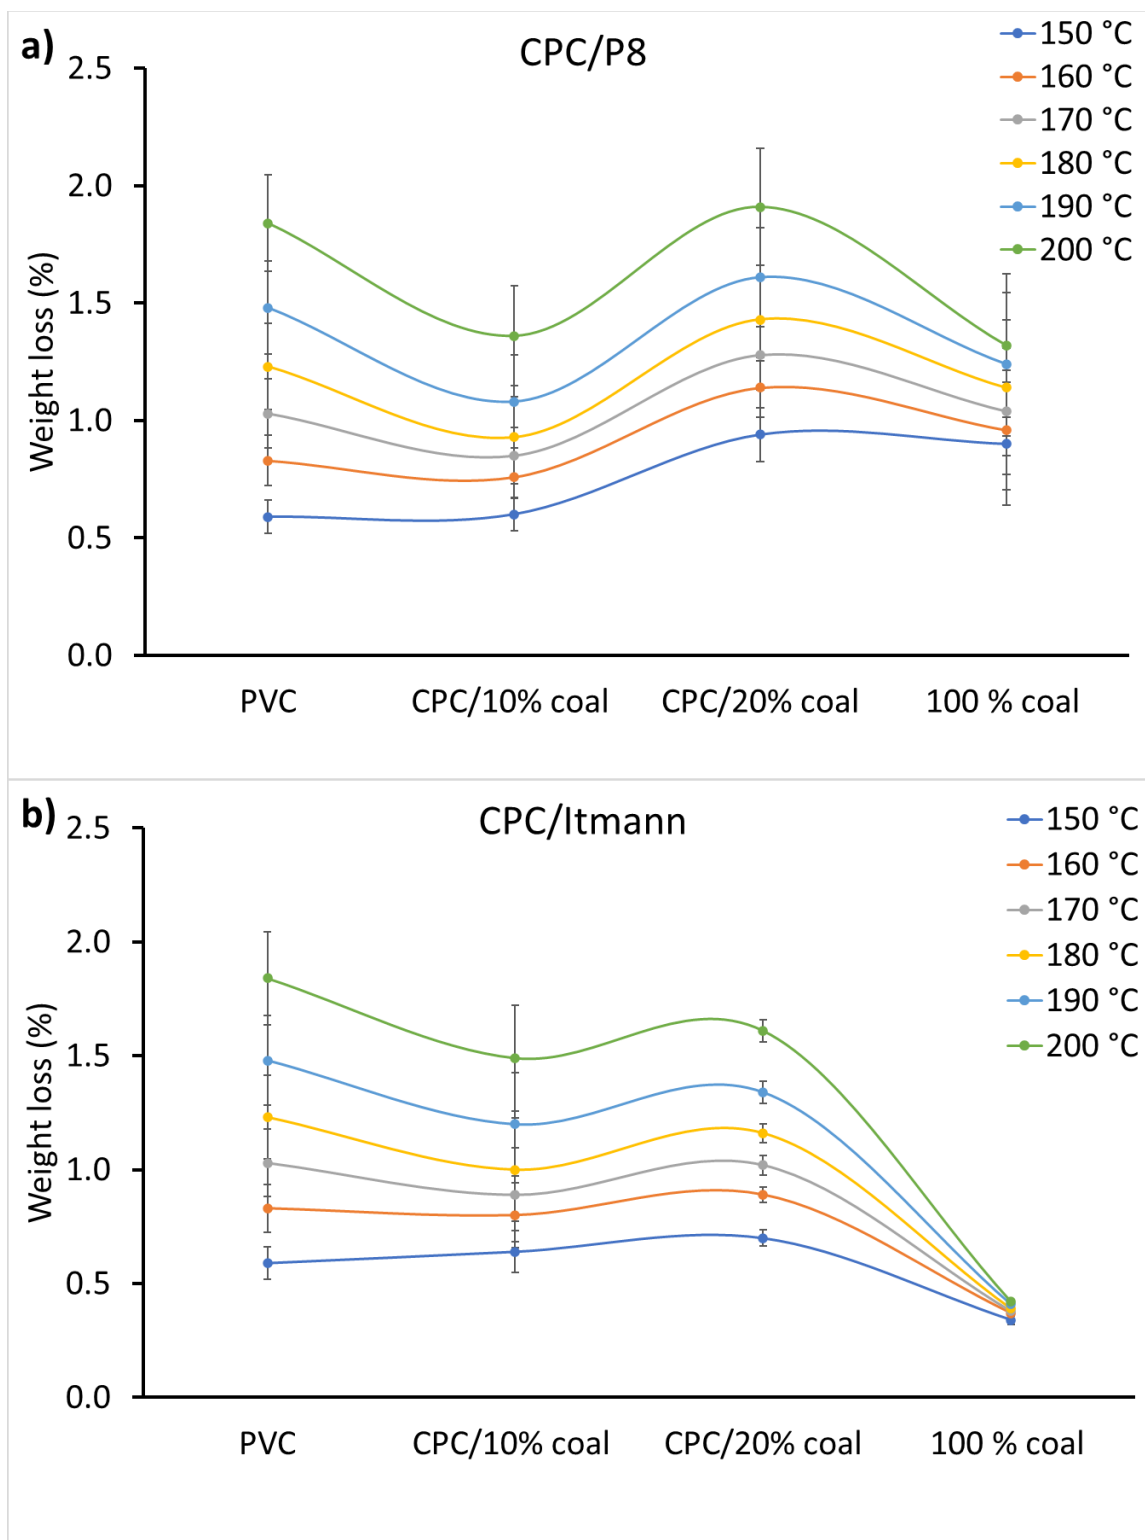 a)
CPC/P8
150 °C
160 °C
170 °C
180 °C
190 °C
200 °C
2.5
2.0
1.5
1.0
0.5
0.0
Weight loss (%)
PVC
CPC/10% coal
CPC/20% coal
100 % coal
b)
CPC/Itmann
150 °C
160 °C
170 °C
180 °C
190 °C
200 °C
2.5
2.0
1.5
1.0
0.5
0.0
Weight loss (%)
PVC
CPC/10% coal
CPC/20% coal
100 % coal